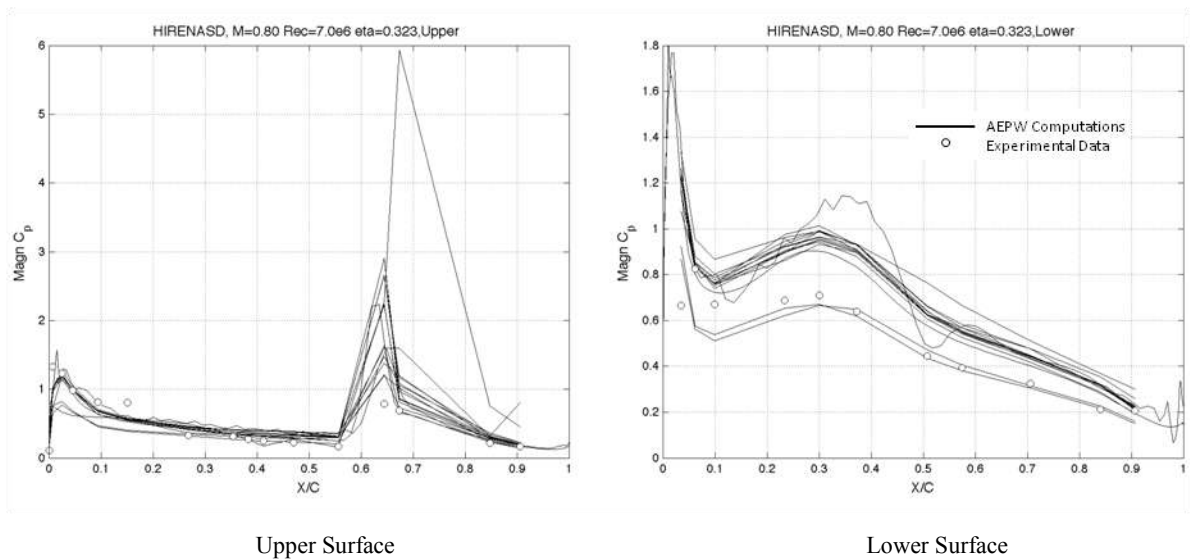 HIRENASD, M=0.80 Rec=7.0e6 eta=0.323,Upper
6
5
4
3
2
1
0
Magn C_p
0 0.1 0.2 0.3 0.4 0.5 0.6 0.7 0.8 0.9 1
X/C
Upper Surface
HIRENASD, M=0.80 Rec=7.0e6 eta=0.323,Lower
1.8
1.6
1.4
1.2
1
0.8
0.6
0.4
0.2
0
Magn C_p
AEPW Computations
Experimental Data
0 0.1 0.2 0.3 0.4 0.5 0.6 0.7 0.8 0.9 1
X/C
Lower Surface